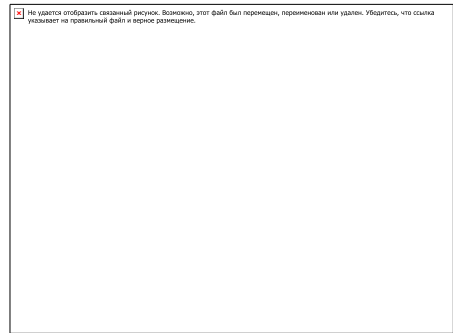 Не удается отобразить связанный рисунок. Возможно, этот файл был перемещен, переименован или удален. Убедитесь, что ссылка
указывает на правильный файл и верное размещение.